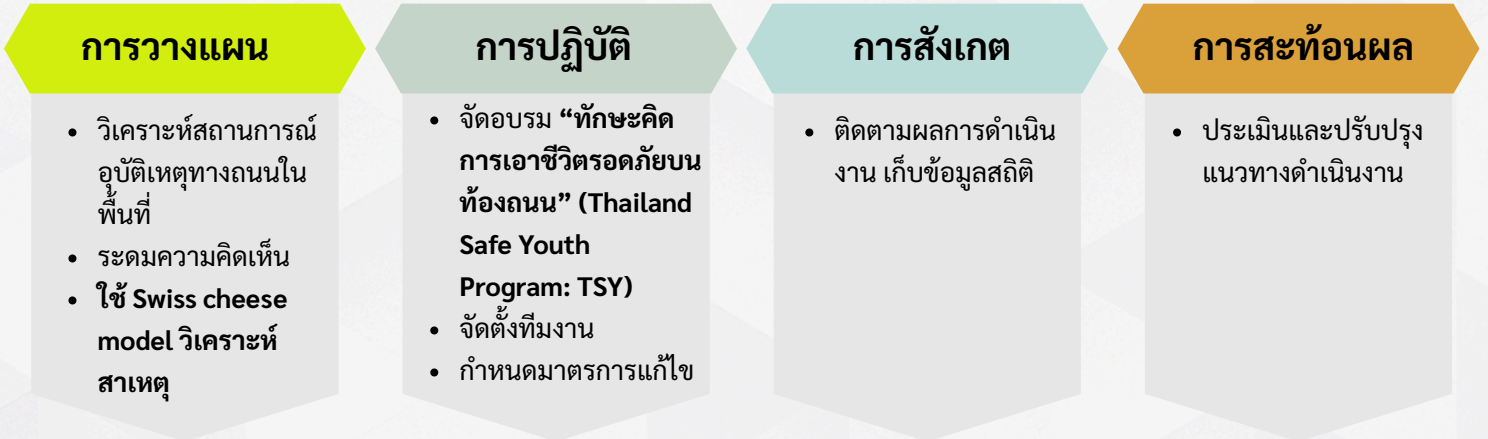 การวางแผน
• วิเคราะห์สถานการณ์
อุบัติเหตุทางถนนใน
พื้นที่
• ระดมความคิดเห็น
• ใช้ Swiss cheese
model วิเคราะห์
สาเหตุ
การปฏิบัติ
• จัดอบรม “ทักษะคิด
การเอาชีวิตรอดภัยบน
ท้องถนน” (Thailand
Safe Youth
Program: TSY)
• จัดตั้งทีมงาน
• กำหนดมาตรการแก้ไข
การสังเกต
• ติดตามผลการดำเนิน
งาน เก็บข้อมูลสถิติ
การสะท้อนผล
• ประเมินและปรับปรุง
แนวทางดำเนินงาน